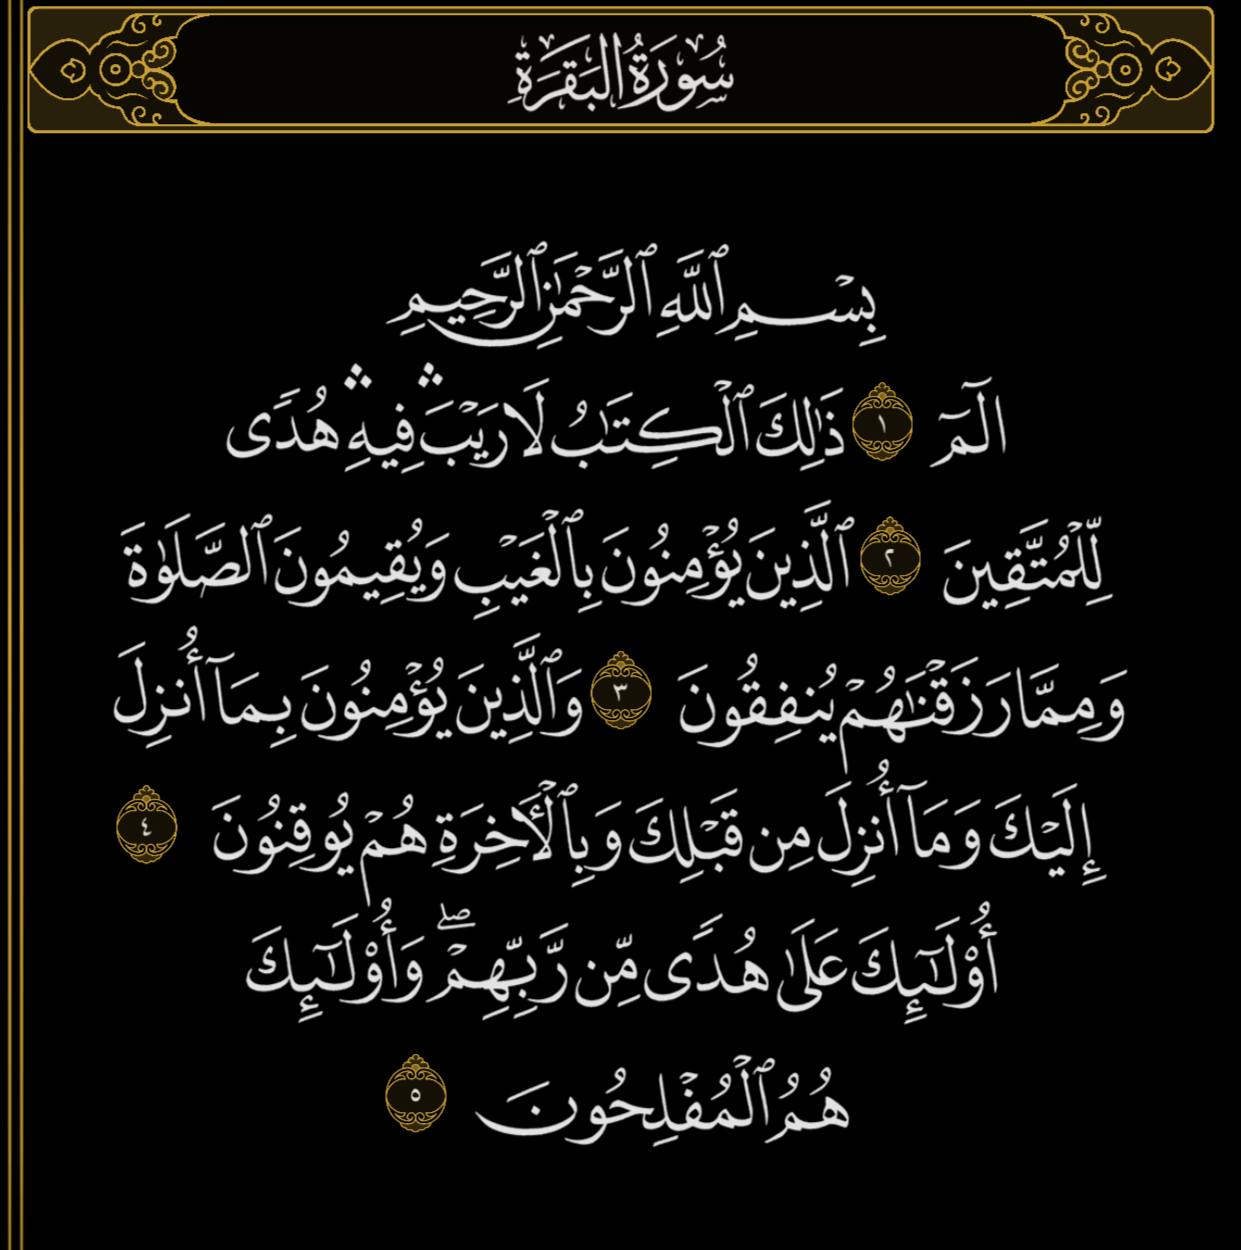 سُورَةُ البَقَرَةِ
بِسْمِ ٱللَّهِ ٱلرَّحْمَٰنِ ٱلرَّحِيمِ
الٓمٓ ١ ذَٰلِكَ ٱلْكِتَٰبُ لَا رَيْبَۛ فِيهِۛ هُدًى
لِّلْمُتَّقِينَ ٢ ٱلَّذِينَ يُؤْمِنُونَ بِٱلْغَيْبِ وَيُقِيمُونَ ٱلصَّلَوٰةَ
وَمِمَّا رَزَقْنَٰهُمْ يُنفِقُونَ ٣ وَٱلَّذِينَ يُؤْمِنُونَ بِمَآ أُنزِلَ
إِلَيْكَ وَمَآ أُنزِلَ مِن قَبْلِكَ وَبِٱلْأٓخِرَةِ هُمْ يُوقِنُونَ ٤
أُو۟لَٰٓئِكَ عَلَىٰ هُدًى مِّن رَّبِّهِمْۖ وَأُو۟لَٰٓئِكَ
هُمُ ٱلْمُفْلِحُونَ ٥